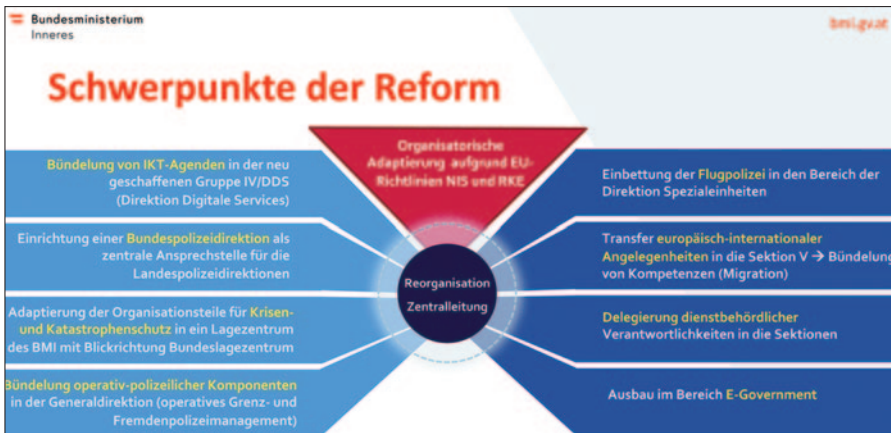 Bundesministerium
Inneres
bmi.gv.at
Schwerpunkte der Reform
Organisatorische
Adaptierung aufgrund EU-
Richtlinien NIS und RKE
Bündelung von IKT-Agenden in der neu
geschaffenen Gruppe IV/DDS
(Direktion Digitale Services)
Einrichtung einer Bundespolizeidirektion als
zentrale Ansprechstelle für die
Landespolizeidirektionen
Adaptierung der Organisationsteile für Krisen-
und Katastrophenschutz in ein Lagezentrum
des BMI mit Blickrichtung Bundeslagezentrum
Bündelung operativ-polizeilicher Komponenten
in der Generaldirektion (operatives Grenz- und
Fremdenpolizeimanagement)
Reorganisation
Zentralleitung
Einbettung der Flugpolizei in den Bereich der
Direktion Spezialeinheiten
Transfer europäisch-internationaler
Angelegenheiten in die Sektion V → Bündelung
von Kompetenzen (Migration)
Delegierung dienstbehördlicher
Verantwortlichkeiten in die Sektionen
Ausbau im Bereich E-Government